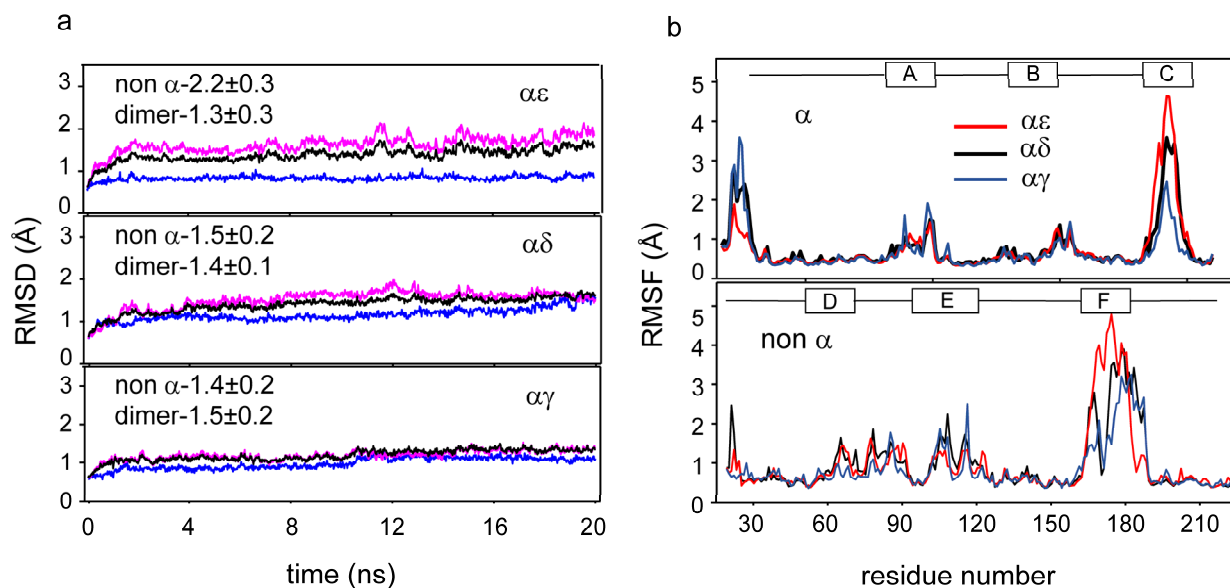 a
RMSD (Å)
3
2
1
0
non α-2.2±0.3
dimer-1.3±0.3
αε
3
2
1
0
non α-1.5±0.2
dimer-1.4±0.1
αδ
3
2
1
0
non α-1.4±0.2
dimer-1.5±0.2
αγ
0 4 8 12 16 20
time (ns)
b
RMSF (Å)
5
4
3
2
1
0
A B C
α
αε
αδ
αγ
5
4
3
2
1
0
D E F
non α
30 60 90 120 150 180 210
residue number